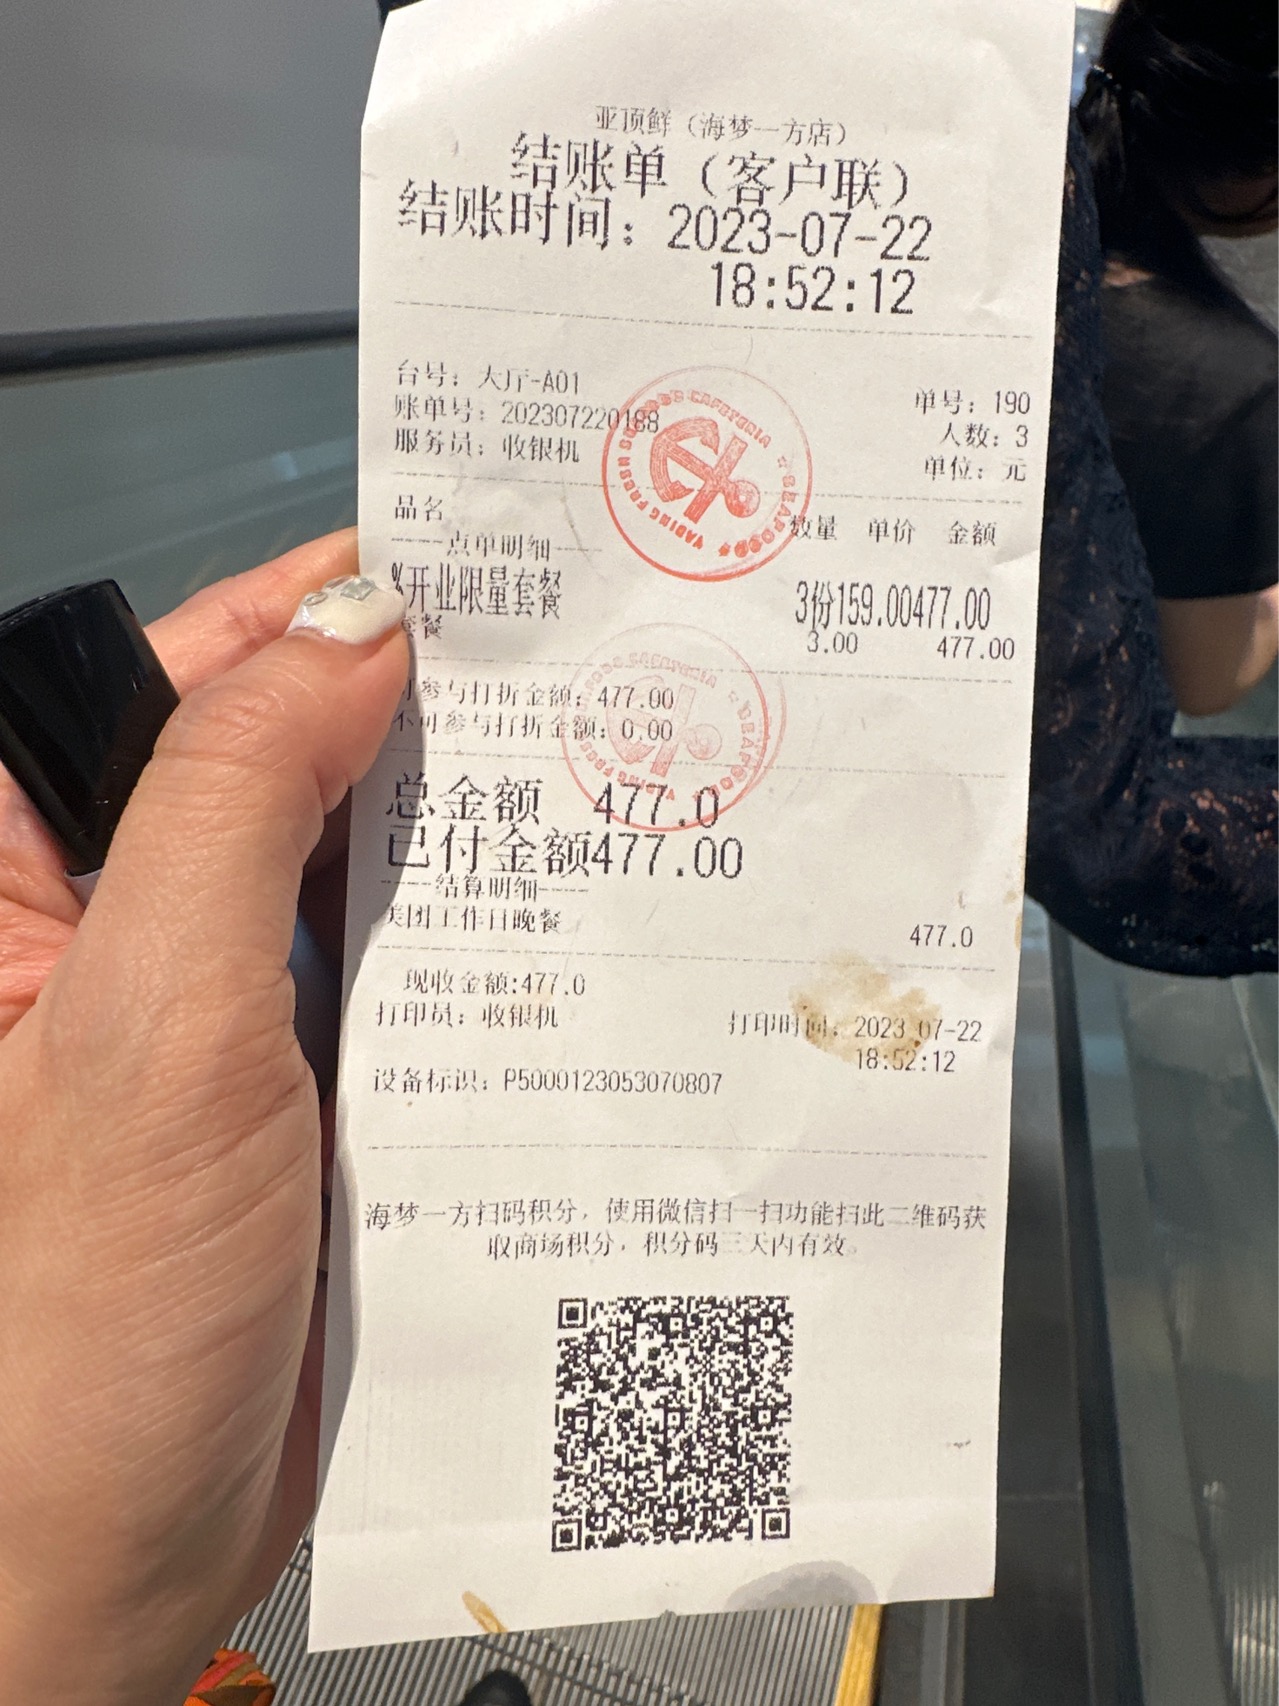 亚顶鲜（海梦一方店）
结账单（客户联）
结账时间：2023-07-22
18:52:12
台号：大厅-A01
单号：190
账单号：202307220188
人数：3
服务员：收银机
单位：元
品名 数量 单价 金额
-----点单明细-----
%开业限量套餐 3份159.00477.00
套餐 3.00 477.00
可参与打折金额：477.00
不可参与打折金额：0.00
总金额 477.0
已付金额477.00
-----结算明细-----
美团工作日晚餐 477.0
现收金额:477.0
打印员：收银机 打印时间：2023-07-22
18:52:12
设备标识：P5000123053070807
海梦一方扫码积分，使用微信扫一扫功能扫此二维码获
取商场积分，积分码三天内有效。
YADING FRESH SEAFOOD CAFETERIA
SEAFOOD